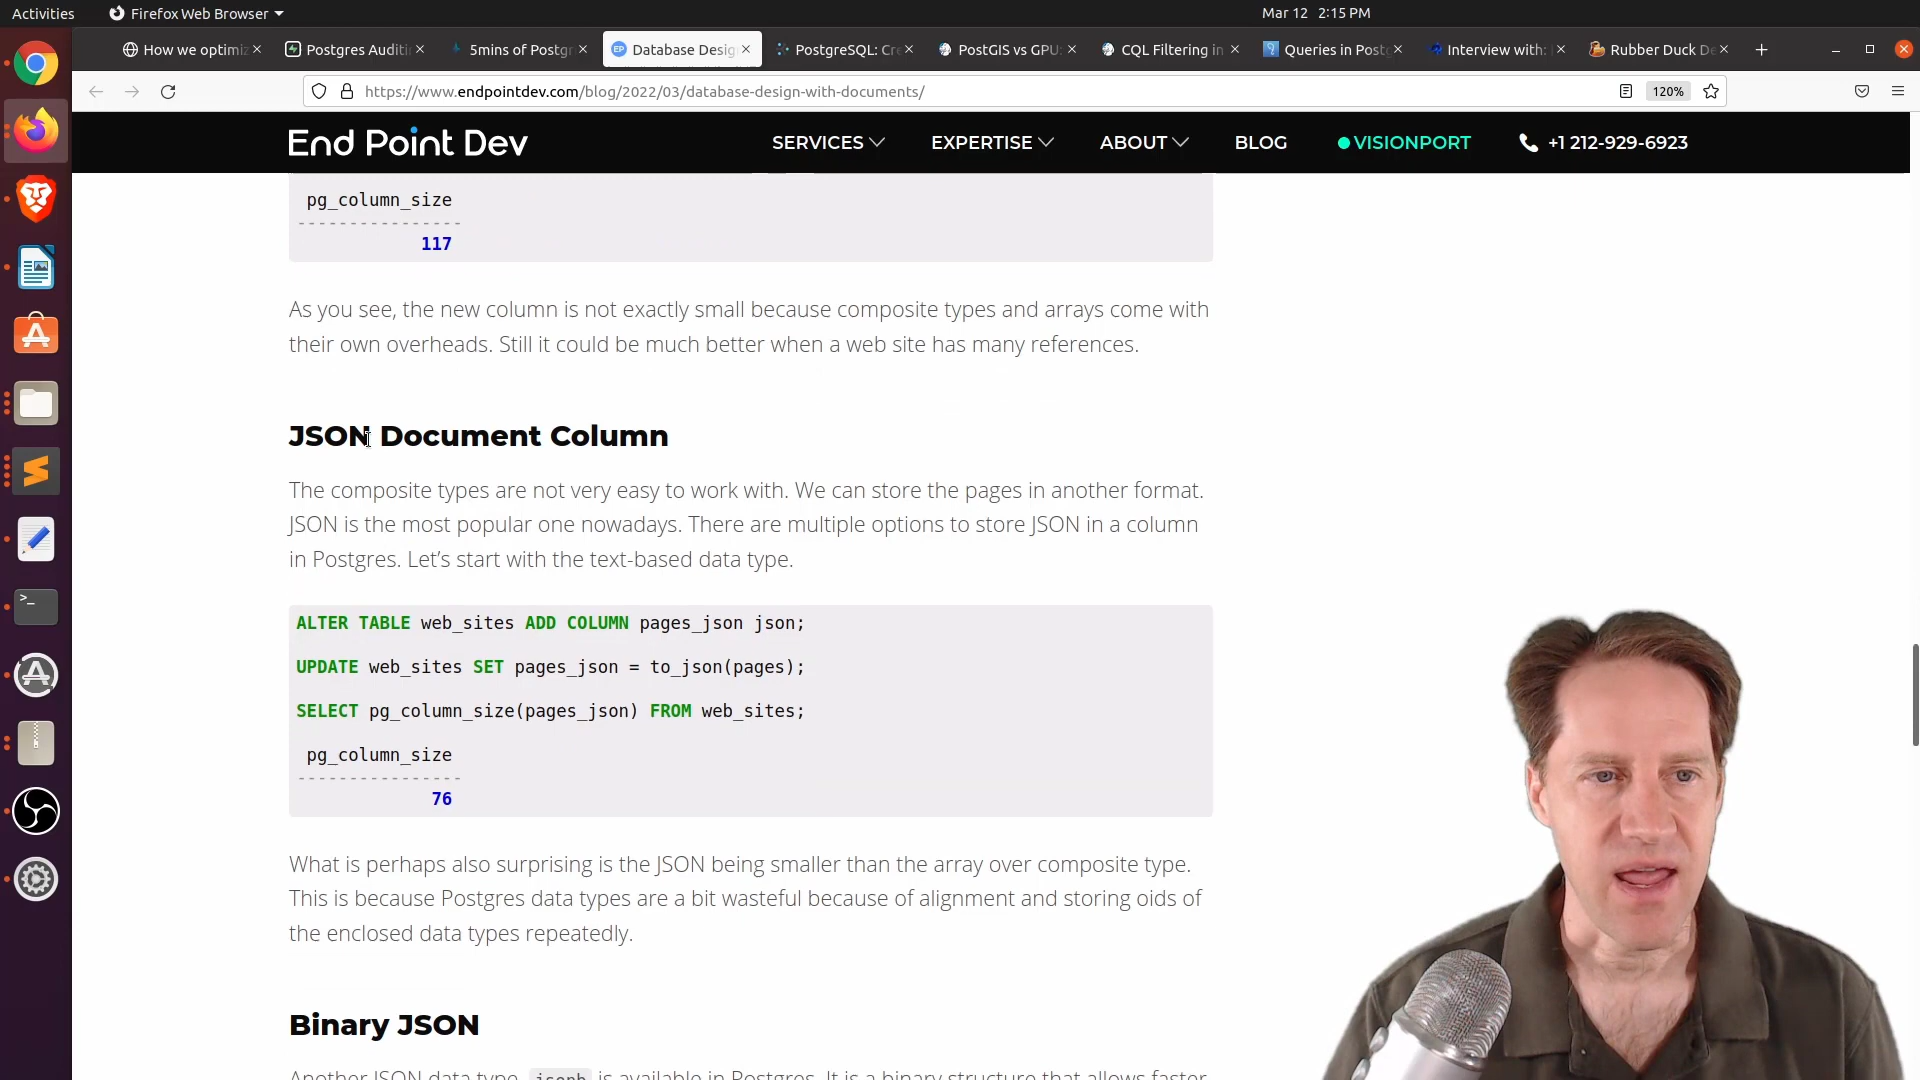 Activities
Firefox Web Browser
Mar 12 2:15 PM
How we optimiz
Postgres Auditi
5mins of Postgr
Database Desig
PostgreSQL: Cr
PostGIS vs GPU
CQL Filtering in
Queries in Postg
Interview with:
Rubber Duck De
https://www.endpointdev.com/blog/2022/03/database-design-with-documents/
120%
End Point Dev
SERVICES
EXPERTISE
ABOUT
BLOG
VISIONPORT
+1 212-929-6923
pg_column_size
----------------
117
As you see, the new column is not exactly small because composite types and arrays come with
their own overheads. Still it could be much better when a web site has many references.
JSON Document Column
The composite types are not very easy to work with. We can store the pages in another format.
JSON is the most popular one nowadays. There are multiple options to store JSON in a column
in Postgres. Let’s start with the text-based data type.
ALTER TABLE web_sites ADD COLUMN pages_json json;
UPDATE web_sites SET pages_json = to_json(pages);
SELECT pg_column_size(pages_json) FROM web_sites;
pg_column_size
----------------
76
What is perhaps also surprising is the JSON being smaller than the array over composite type.
This is because Postgres data types are a bit wasteful because of alignment and storing oids of
the enclosed data types repeatedly.
Binary JSON
Another JSON data type, jsonb is available in Postgres. It is a binary structure that allows faster